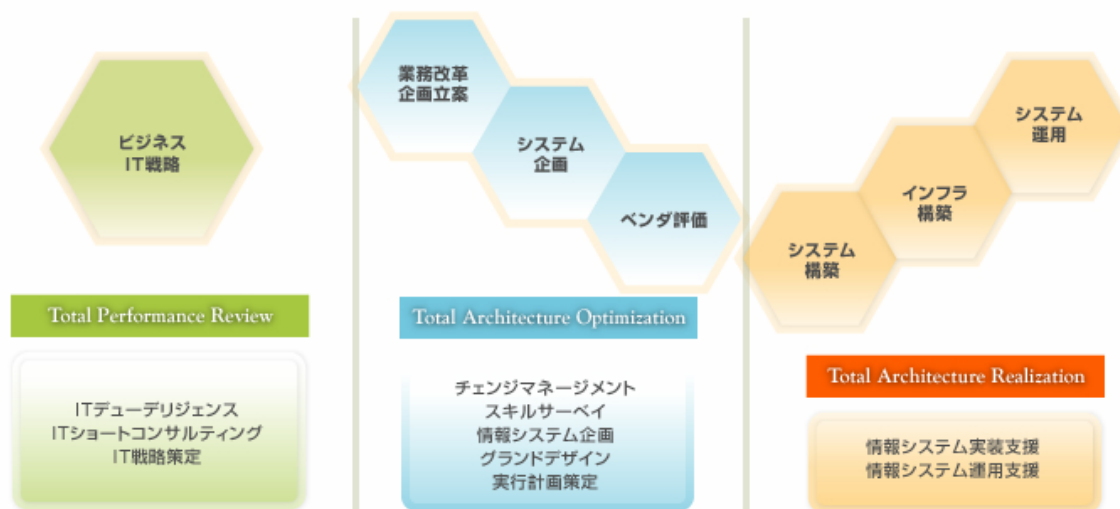 ビジネス
IT戦略
Total Performance Review
ITデューデリジェンス
ITショートコンサルティング
IT戦略策定
業務改革
企画立案
システム
企画
ベンダ評価
Total Architecture Optimization
チェンジマネージメント
スキルサーベイ
情報システム企画
グランドデザイン
実行計画策定
システム
構築
インフラ
構築
システム
運用
Total Architecture Realization
情報システム実装支援
情報システム運用支援